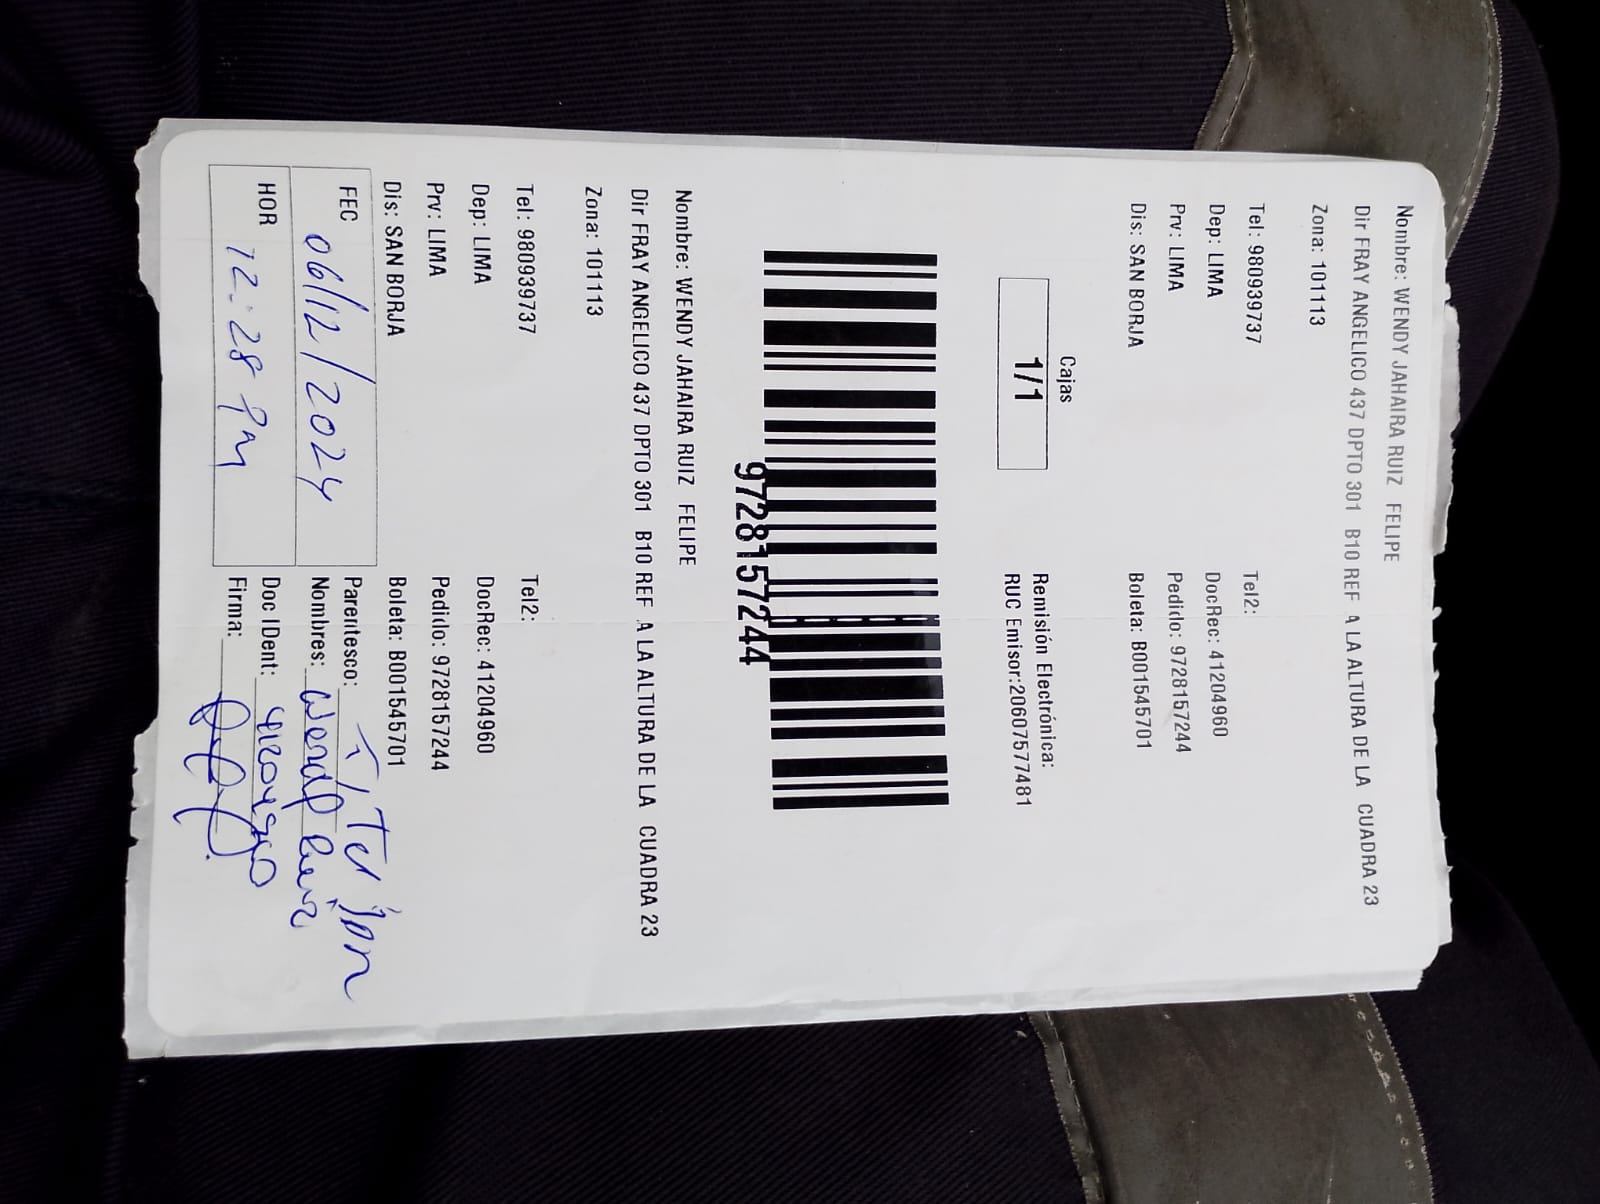 Nombre: WENDY JAHAIRA RUIZ FELIPE
Dir FRAY ANGELICO 437 DPTO 301 B10 REF A LA ALTURA DE LA CUADRA 23
Zona: 101113
Tel: 980939737 Tel2:
Dep: LIMA DocRec: 41204960
Prv: LIMA Pedido: 9728157244
Dis: SAN BORJA Boleta: B001545701
Cajas
1/1
Remisión Electrónica:
RUC Emisor:20607577481
9728157244
Nombre: WENDY JAHAIRA RUIZ FELIPE
Dir FRAY ANGELICO 437 DPTO 301 B10 REF A LA ALTURA DE LA CUADRA 23
Zona: 101113
Tel: 980939737 Tel2:
Dep: LIMA DocRec: 41204960
Prv: LIMA Pedido: 9728157244
Dis: SAN BORJA Boleta: B001545701
FEC 06/12/2024 Parentesco:
Nombres: Wendy Ruiz
HOR 12:28 PM Doc IDent: 41204960
Firma: